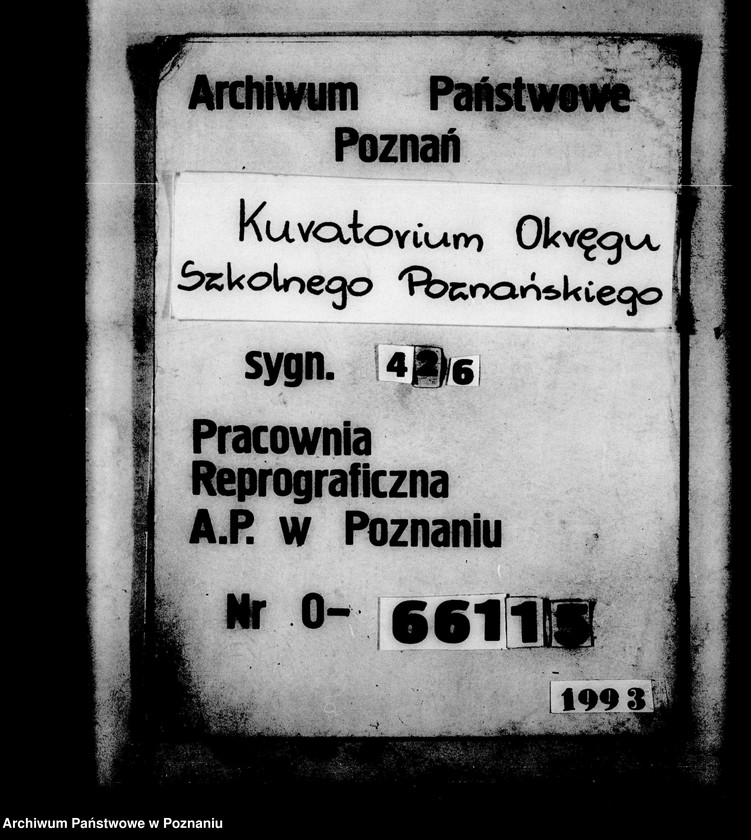 Archiwum Państwowe
Poznań
Kuratorium Okręgu
Szkolnego Poznańskiego
sygn. 426
Pracownia
Reprograficzna
A.P. w Poznaniu
Nr 0- 66115
1993
Archiwum Państwowe w Poznaniu